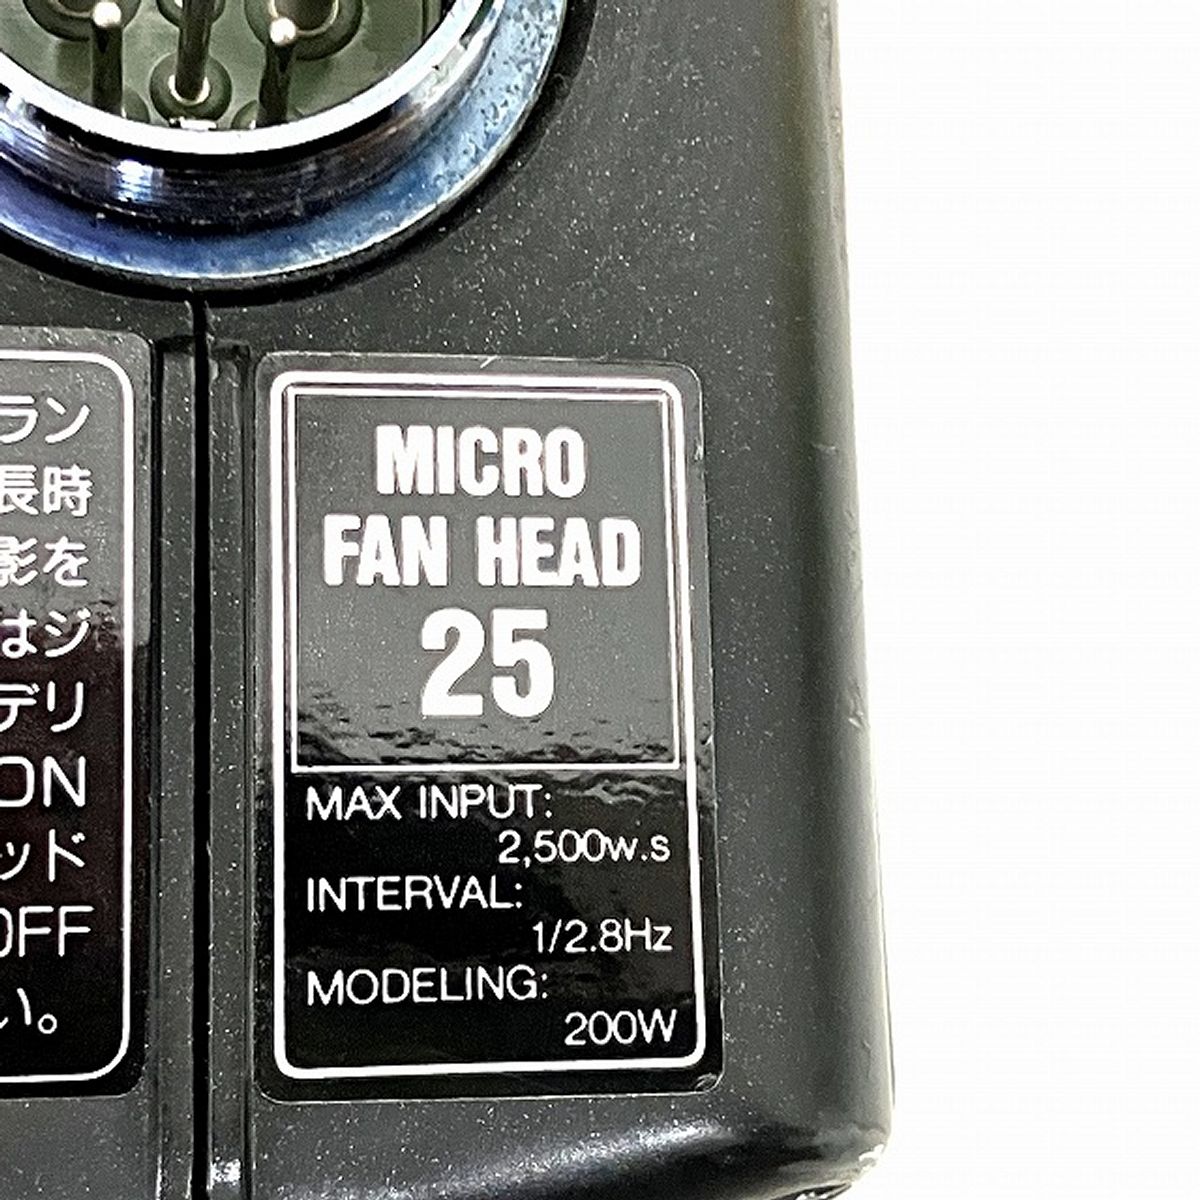 ラン
長時
影を
はジ
デリ
ON
ッド
OFF
い。
MICRO
FAN HEAD
25
MAX INPUT:
2,500w.s
INTERVAL:
1/2.8Hz
MODELING:
200W